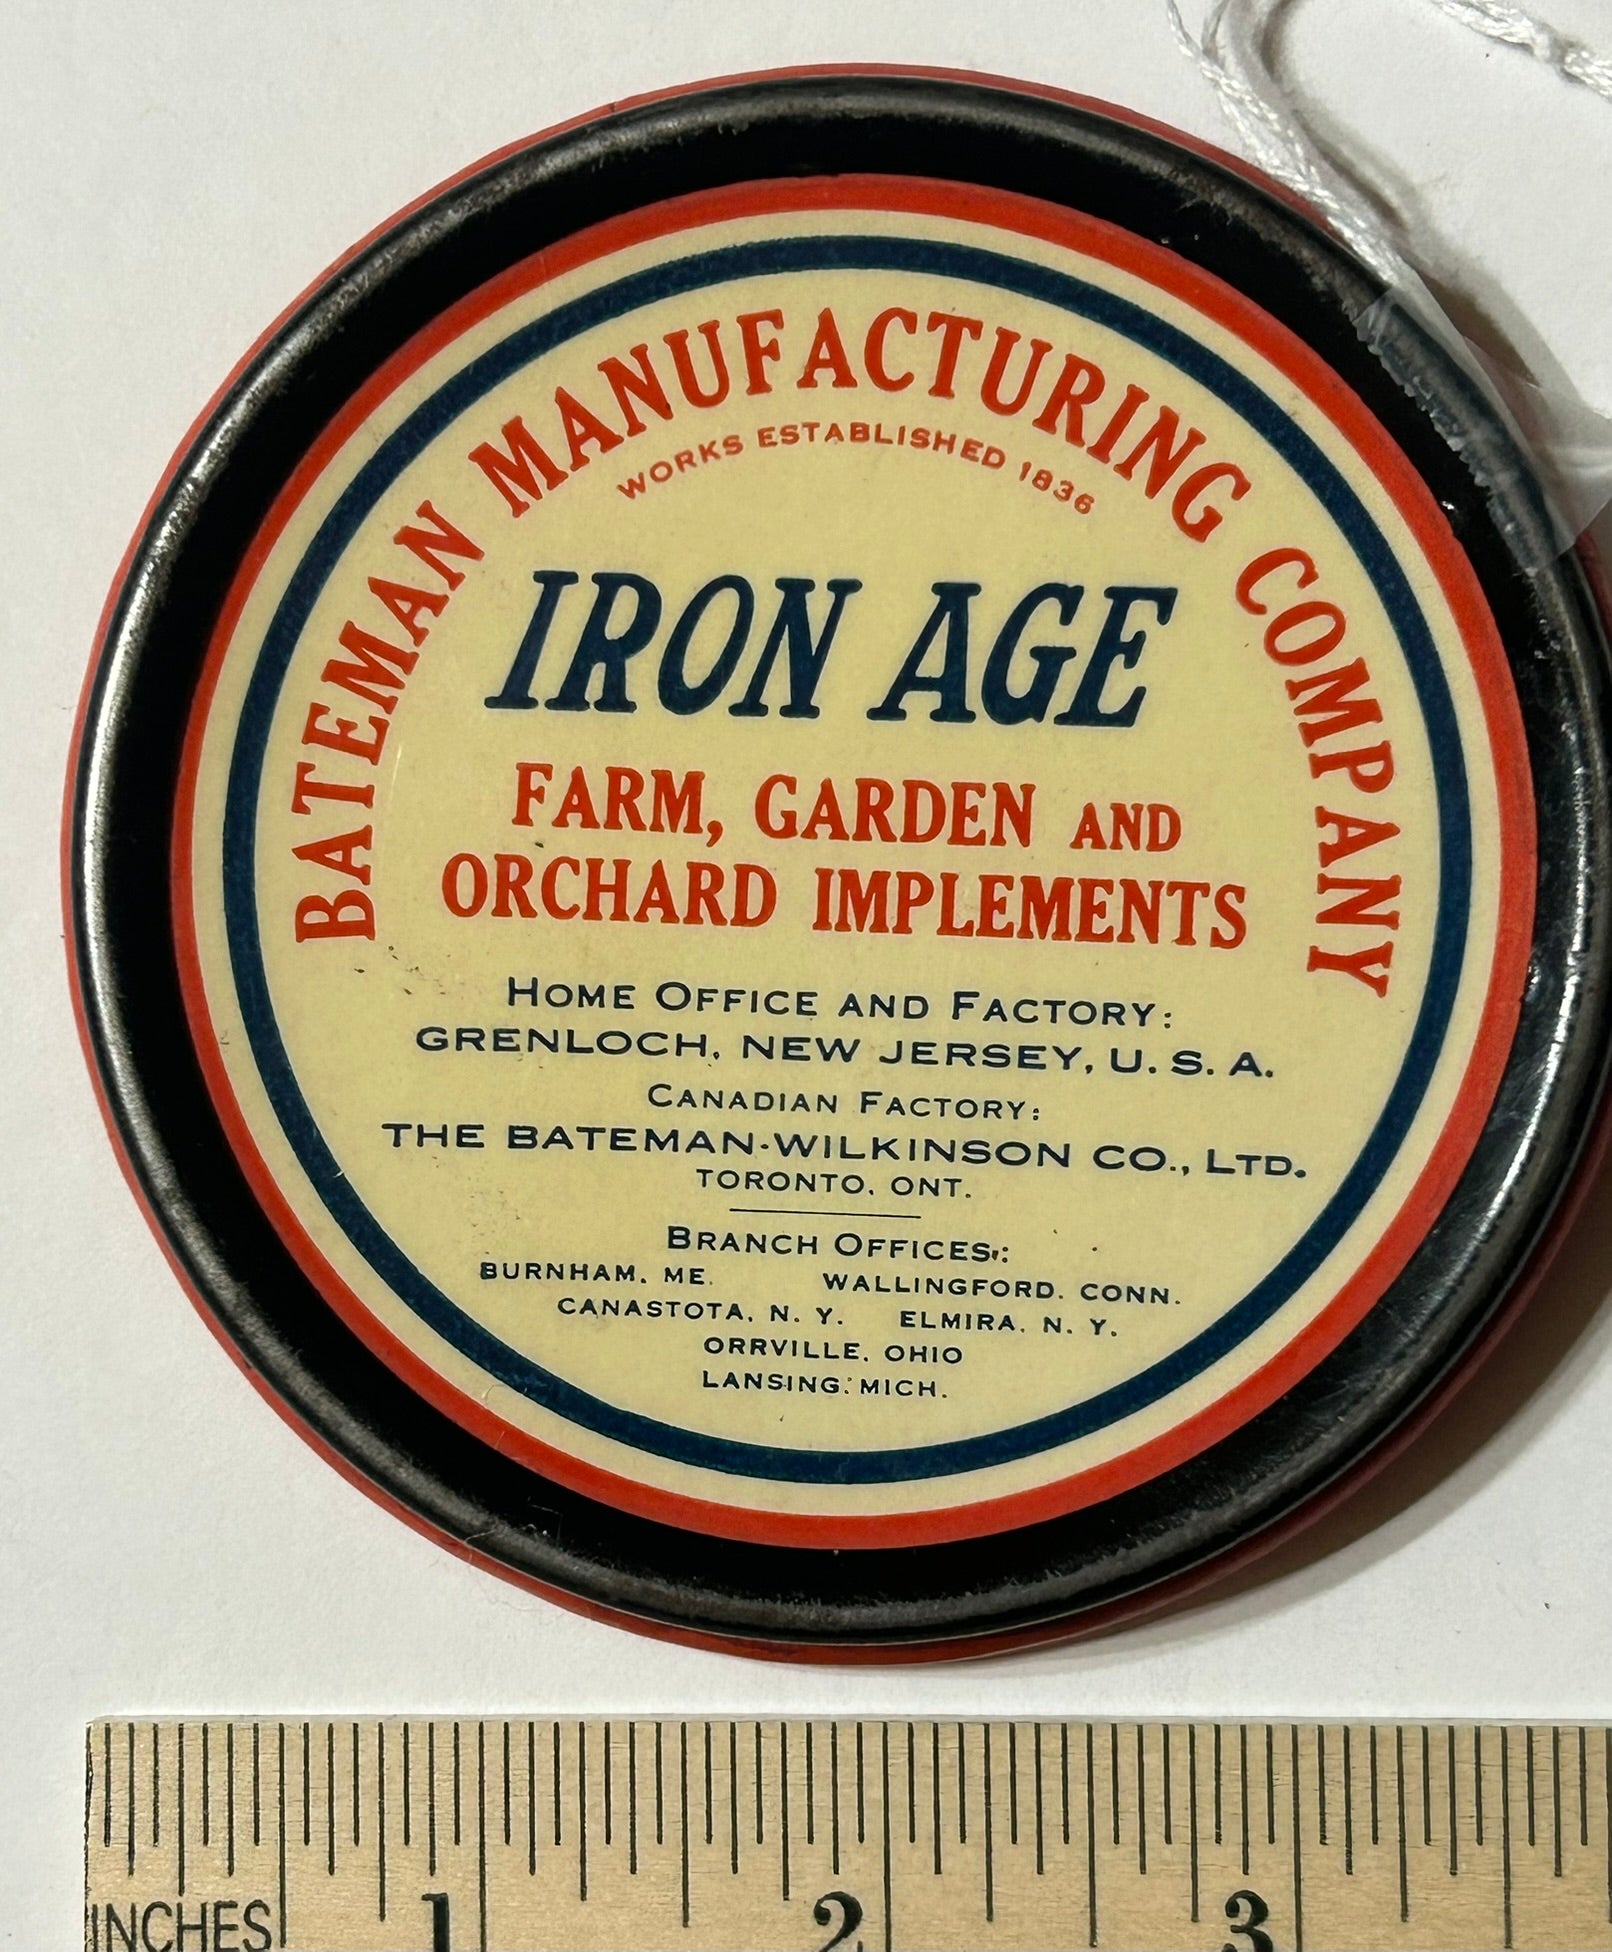 BATEMAN MANUFACTURING COMPANY
WORKS ESTABLISHED 1836
IRON AGE
FARM, GARDEN AND
ORCHARD IMPLEMENTS
HOME OFFICE AND FACTORY:
GRENLOCH, NEW JERSEY, U. S. A.
CANADIAN FACTORY:
THE BATEMAN-WILKINSON CO., LTD.
TORONTO, ONT.
BRANCH OFFICES:
BURNHAM, ME. WALLINGFORD, CONN.
CANASTOTA, N. Y. ELMIRA, N. Y.
ORRVILLE, OHIO
LANSING, MICH.
INCHES 1 2 3